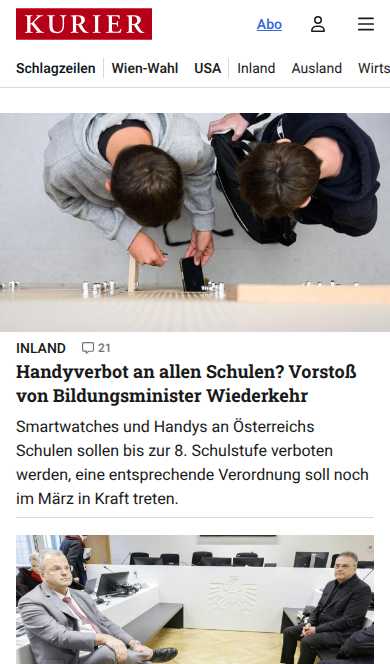 KURIER
Abo
Schlagzeilen Wien-Wahl USA Inland Ausland Wirts
INLAND 21
Handyverbot an allen Schulen? Vorstoß
von Bildungsminister Wiederkehr
Smartwatches und Handys an Österreichs
Schulen sollen bis zur 8. Schulstufe verboten
werden, eine entsprechende Verordnung soll noch
im März in Kraft treten.